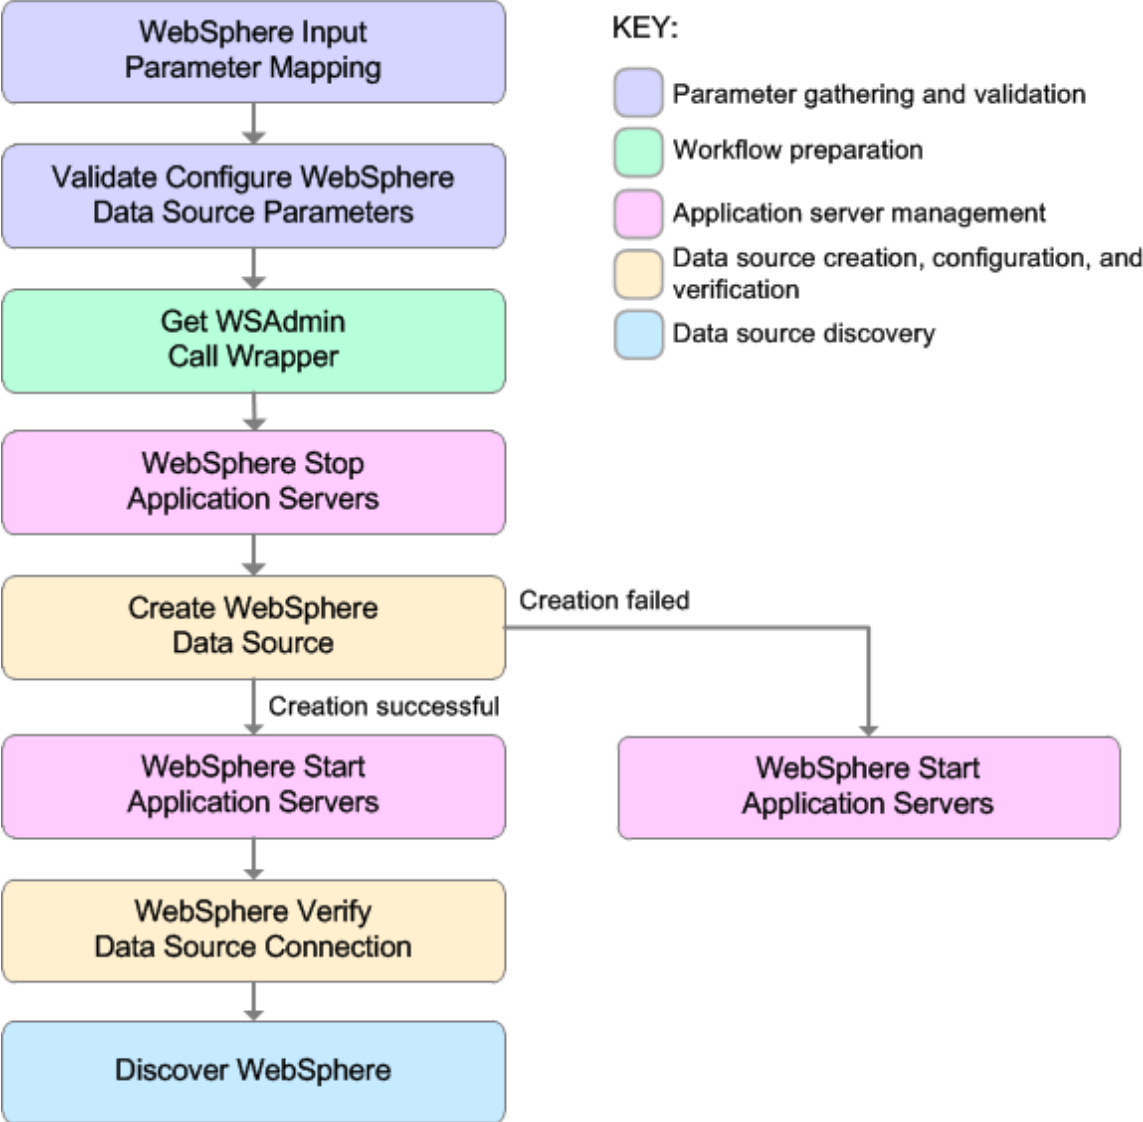 WebSphere Input
Parameter Mapping
Validate Configure WebSphere
Data Source Parameters
Get WSAdmin
Call Wrapper
WebSphere Stop
Application Servers
Create WebSphere
Data Source
Creation failed
Creation successful
WebSphere Start
Application Servers
WebSphere Start
Application Servers
WebSphere Verify
Data Source Connection
Discover WebSphere
KEY:
Parameter gathering and validation
Workflow preparation
Application server management
Data source creation, configuration, and
verification
Data source discovery